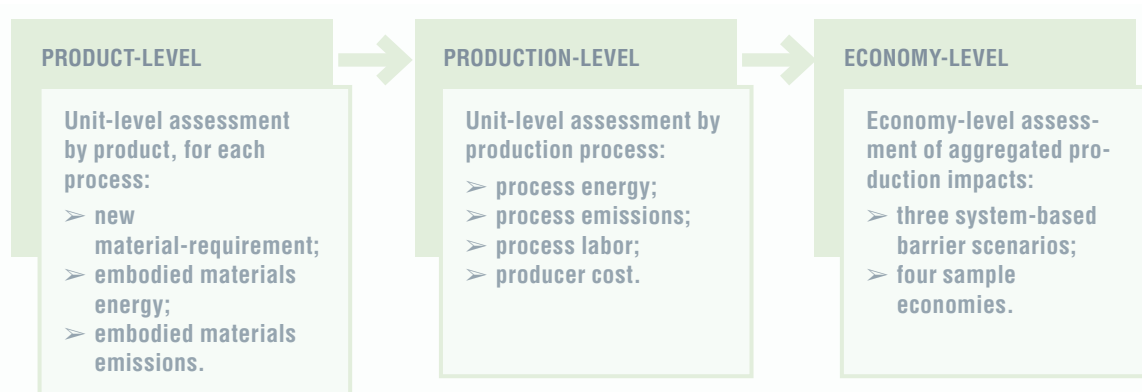 PRODUCT-LEVEL
Unit-level assessment
by product, for each
process:
➢ new
material-requirement;
➢ embodied materials
energy;
➢ embodied materials
emissions.
PRODUCTION-LEVEL
Unit-level assessment by
production process:
➢ process energy;
➢ process emissions;
➢ process labor;
➢ producer cost.
ECONOMY-LEVEL
Economy-level assess-
ment of aggregated pro-
duction impacts:
➢ three system-based
barrier scenarios;
➢ four sample
economies.